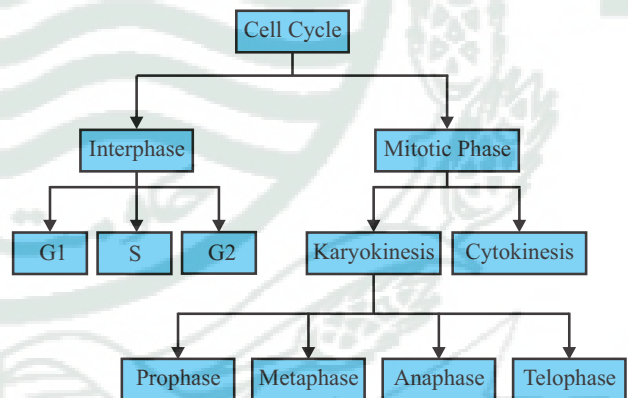 Cell Cycle
Interphase Mitotic Phase
G1 S G2 Karyokinesis Cytokinesis
Prophase Metaphase Anaphase Telophase